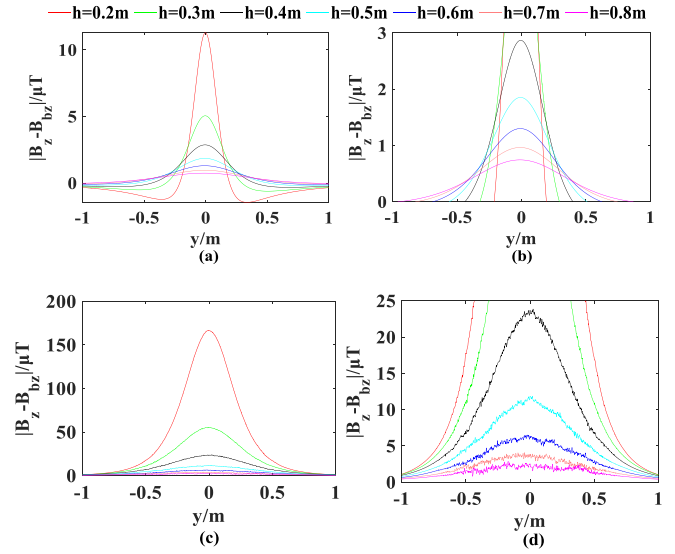 h=0.2m h=0.3m h=0.4m h=0.5m h=0.6m h=0.7m h=0.8m
|Bz-Bbz|/μT
10
5
0
-1 -0.5 0 0.5 1
y/m
(a)
|Bz-Bbz|/μT
3
2
1
0
-1 -0.5 0 0.5 1
y/m
(b)
|Bz-Bbz|/μT
200
150
100
50
0
-1 -0.5 0 0.5 1
y/m
(c)
|Bz-Bbz|/μT
25
20
15
10
5
0
-1 -0.5 0 0.5 1
y/m
(d)